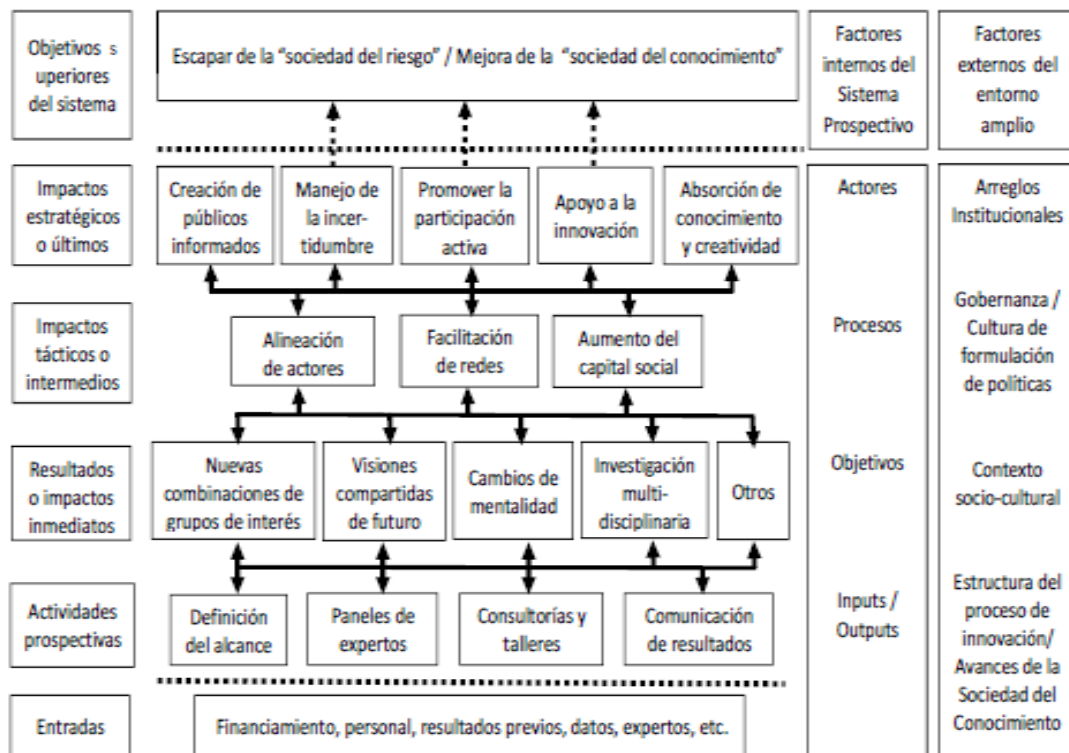 Objetivos s
uperiores
del sistema
Escapar de la “sociedad del riesgo” / Mejora de la “sociedad del conocimiento”
Factores
internos del
Sistema
Prospectivo
Factores
externos del
entorno
amplio
Impactos
estratégicos
o últimos
Creación de
públicos
informados
Manejo de
la incer-
tidumbre
Promover la
participación
activa
Apoyo a la
innovación
Absorción de
conocimiento
y creatividad
Actores
Arreglos
Institucionales
Impactos
tácticos o
intermedios
Alineación
de actores
Facilitación
de redes
Aumento del
capital social
Procesos
Gobernanza /
Cultura de
formulación
de políticas
Resultados
o impactos
inmediatos
Nuevas
combinaciones de
grupos de interés
Visiones
compartidas
de futuro
Cambios de
mentalidad
Investigación
multi-
disciplinaria
Otros
Objetivos
Contexto
socio-cultural
Actividades
prospectivas
Definición
del alcance
Paneles de
expertos
Consultorías y
talleres
Comunicación
de resultados
Inputs /
Outputs
Estructura del
proceso de
innovación/
Avances de la
Sociedad del
Conocimiento
Entradas
Financiamiento, personal, resultados previos, datos, expertos, etc.